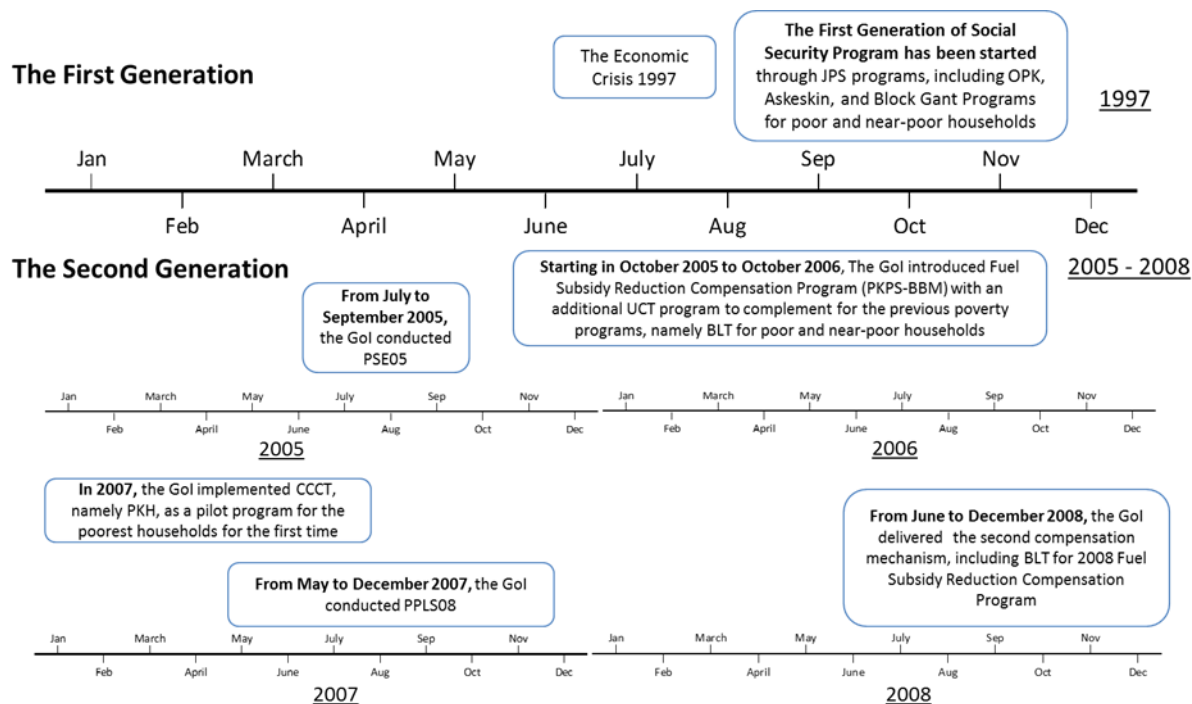 The First Generation
The Economic
Crisis 1997
The First Generation of Social
Security Program has been started
through JPS programs, including OPK,
Askeskin, and Block Gant Programs
for poor and near-poor households
1997
Jan March May July Sep Nov
Feb April June Aug Oct Dec
The Second Generation
2005 - 2008
From July to
September 2005,
the GoI conducted
PSE05
Starting in October 2005 to October 2006, The GoI introduced Fuel
Subsidy Reduction Compensation Program (PKPS-BBM) with an
additional UCT program to complement for the previous poverty
programs, namely BLT for poor and near-poor households
Jan March May July Sep Nov
Feb April June Aug Oct Dec
2005
Jan March May July Sep Nov
Feb April June Aug Oct Dec
2006
In 2007, the GoI implemented CCCT,
namely PKH, as a pilot program for the
poorest households for the first time
From May to December 2007, the GoI
conducted PPLS08
From June to December 2008, the GoI
delivered the second compensation
mechanism, including BLT for 2008 Fuel
Subsidy Reduction Compensation
Program
Jan March May July Sep Nov
Feb April June Aug Oct Dec
2007
Jan March May July Sep Nov
Feb April June Aug Oct Dec
2008